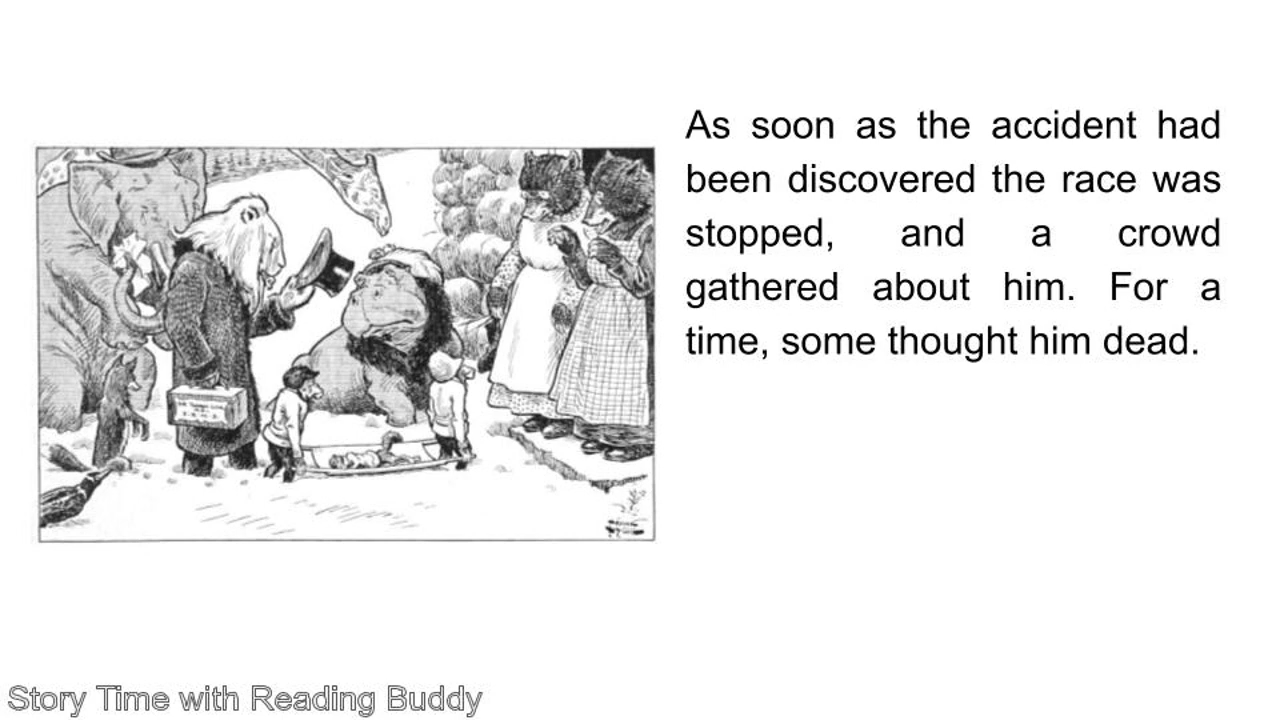 As soon as the accident had
been discovered the race was
stopped, and a crowd
gathered about him. For a
time, some thought him dead.
Story Time with Reading Buddy